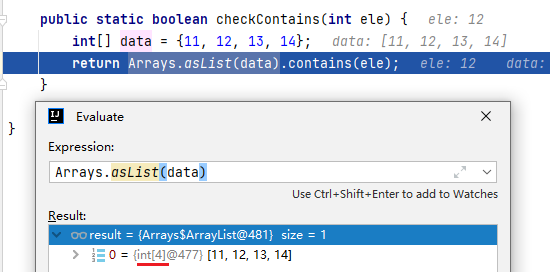 public static boolean checkContains(int ele) {   ele: 12
int[] data = {11, 12, 13, 14};   data: [11, 12, 13, 14]
return Arrays.asList(data).contains(ele);   ele: 12   data:
}
}
Evaluate
Expression:
Arrays.asList(data)
Use Ctrl+Shift+Enter to add to Watches
Result:
result = {Arrays$ArrayList@481}  size = 1
0 = {int[4]@477} [11, 12, 13, 14]